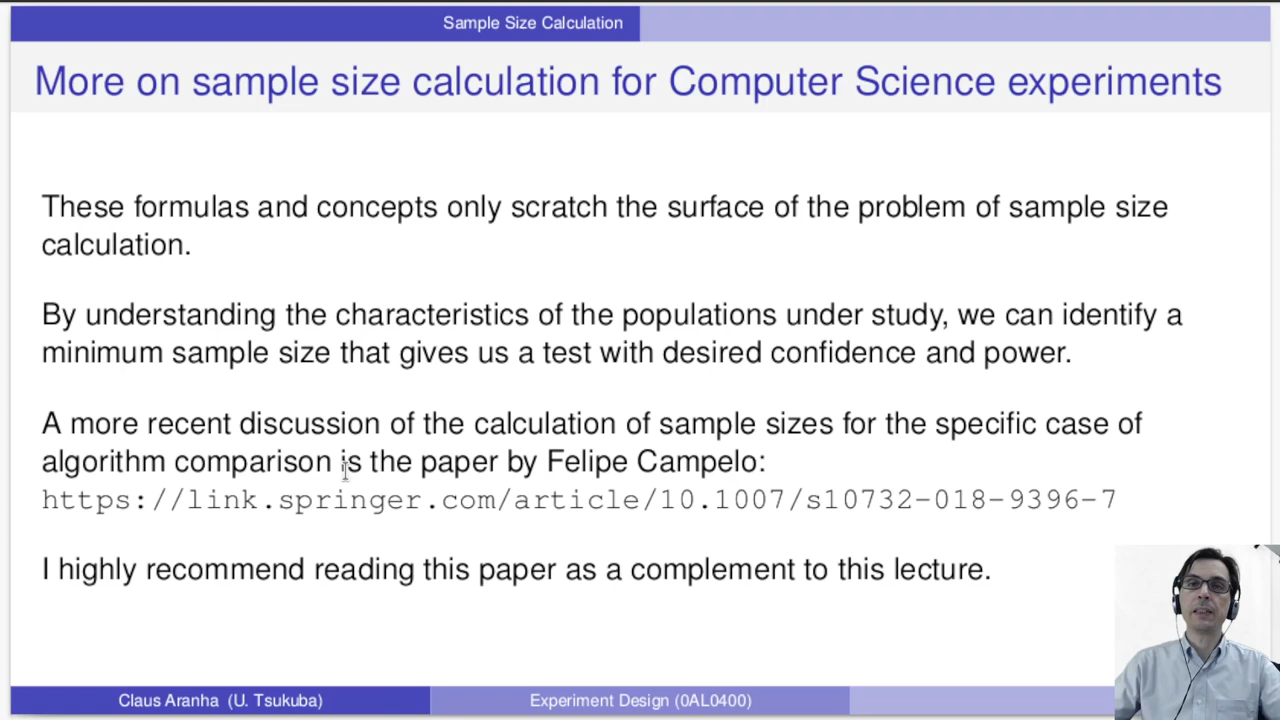 Sample Size Calculation
More on sample size calculation for Computer Science experiments
These formulas and concepts only scratch the surface of the problem of sample size
calculation.
By understanding the characteristics of the populations under study, we can identify a
minimum sample size that gives us a test with desired confidence and power.
A more recent discussion of the calculation of sample sizes for the specific case of
algorithm comparison is the paper by Felipe Campelo:
https://link.springer.com/article/10.1007/s10732-018-9396-7
I highly recommend reading this paper as a complement to this lecture.
Claus Aranha (U. Tsukuba)
Experiment Design (0AL0400)